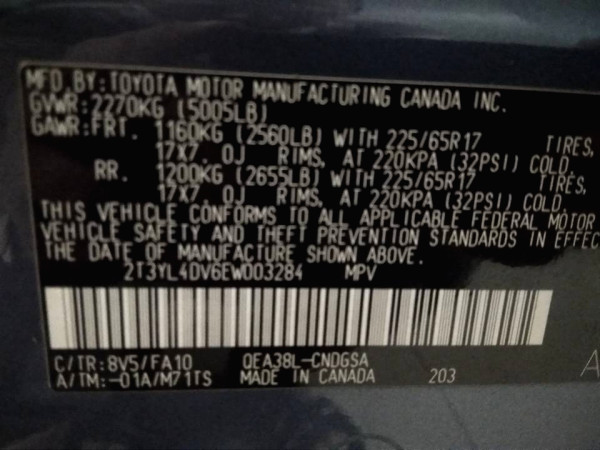 MFD. BY: TOYOTA MOTOR MANUFACTURING CANADA INC.
GVWR: 2270KG (5005LB)
GAWR: FRT. 1160KG (2560LB) WITH 225/65R17 TIRES,
17X7.0J RIMS, AT 220KPA (32PSI) COLD.
RR. 1200KG (2655LB) WITH 225/65R17 TIRES,
17X7.0J RIMS, AT 220KPA (32PSI) COLD.
THIS VEHICLE CONFORMS TO ALL APPLICABLE FEDERAL MOTOR
VEHICLE SAFETY AND THEFT PREVENTION STANDARDS IN EFFEC
THE DATE OF MANUFACTURE SHOWN ABOVE.
2T3YL4DV6EW003284 MPV
C/TR: 8V5/FA10 QEA38L-CNDGSA
A/TM: -01A/M71TS MADE IN CANADA 203
A